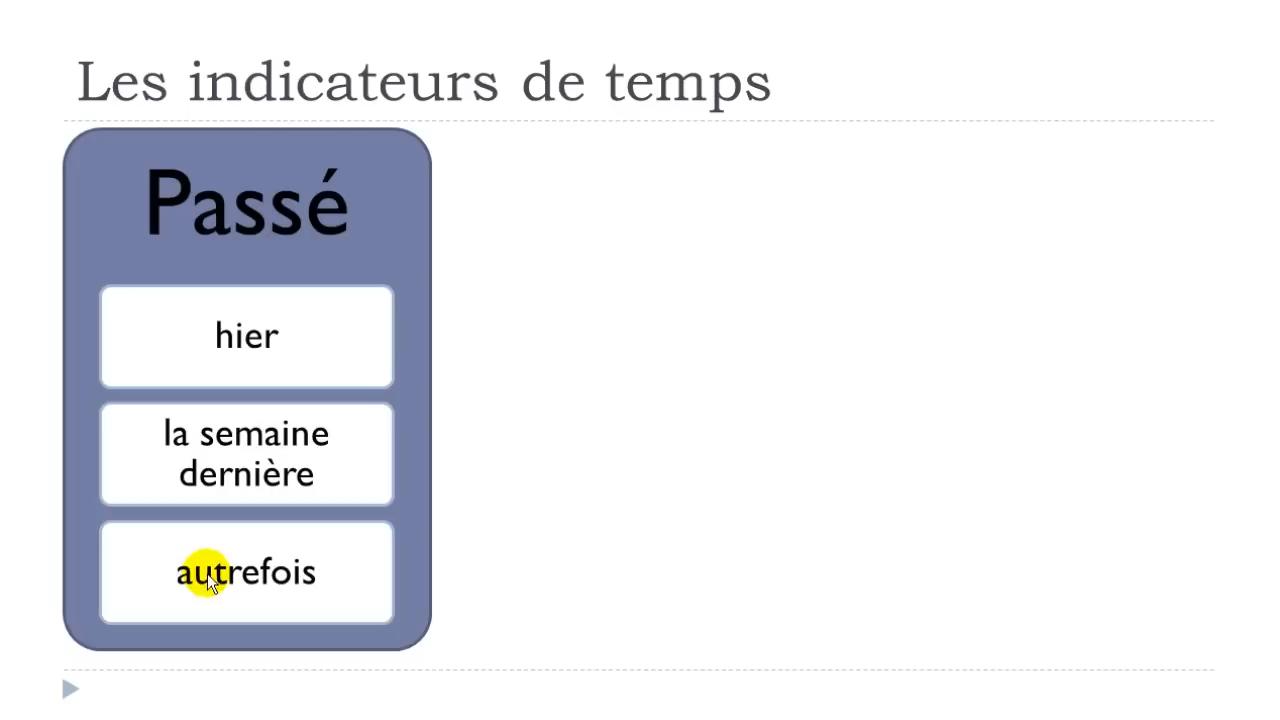 Les indicateurs de temps
Passé
hier
la semaine
dernière
autrefois